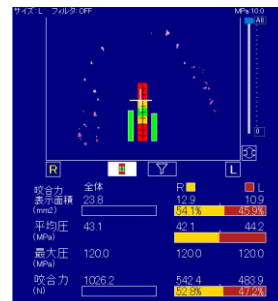 サイズ:L フィルタ:OFF MPa:10.0
All
0
R L
全体 R L
咬合力
表示面積 23.8 12.9 10.9
(mm2) 54.1% 45.9%
平均圧 43.1 42.1 44.2
(MPa)
最大圧 120.0 120.0 120.0
(MPa)
咬合力 1026.2 542.4 483.9
(N) 52.8% 47.2%